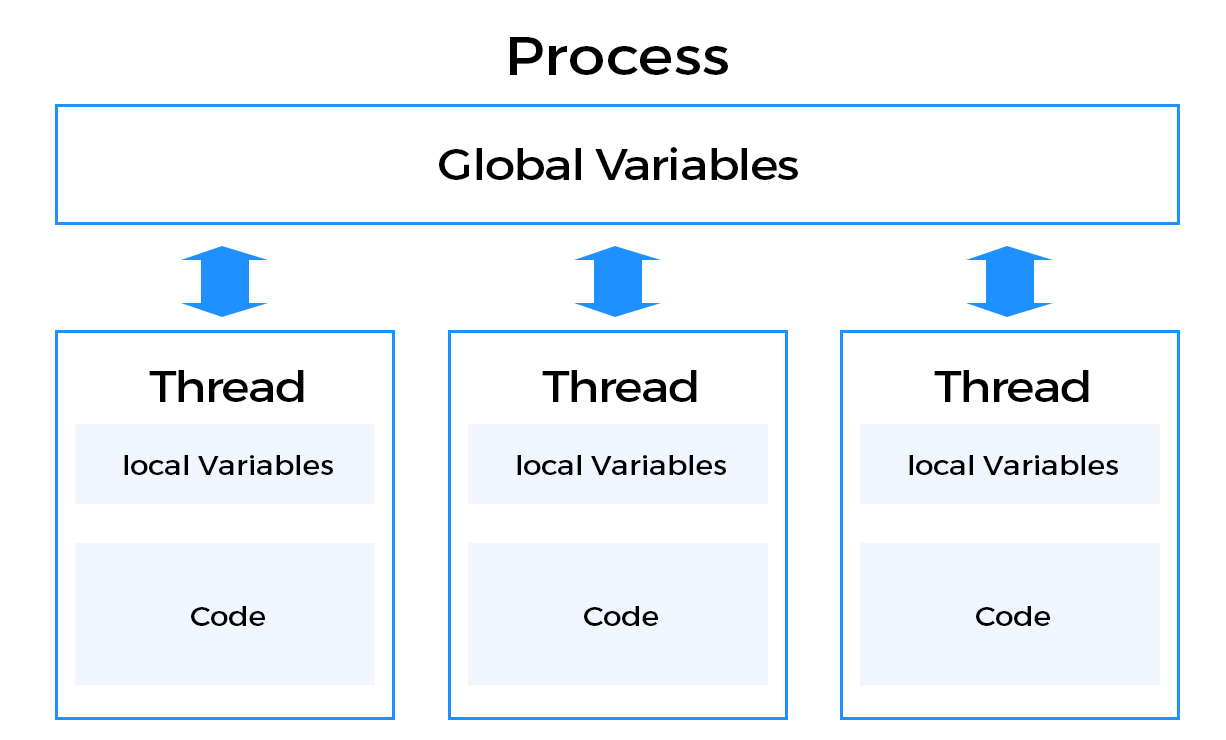 Process
Global Variables
Thread
Thread
Thread
local Variables
local Variables
local Variables
Code
Code
Code